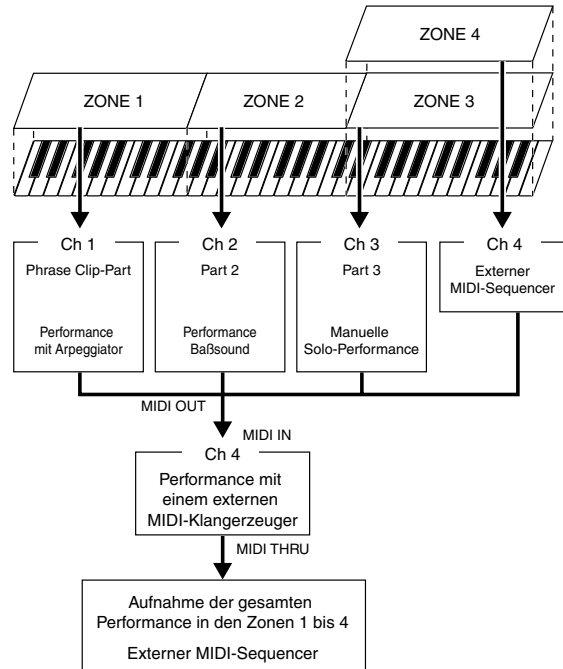 ZONE 4
ZONE 1
ZONE 2
ZONE 3
Ch 1
Phrase Clip-Part
Performance
mit Arpeggiator
Ch 2
Part 2
Performance
Baßsound
Ch 3
Part 3
Manuelle
Solo-Performance
Ch 4
Externer
MIDI-Sequencer
MIDI OUT
MIDI IN
Ch 4
Performance mit
einem externen
MIDI-Klangerzeuger
MIDI THRU
Aufnahme der gesamten
Performance in den Zonen 1 bis 4
Externer MIDI-Sequencer